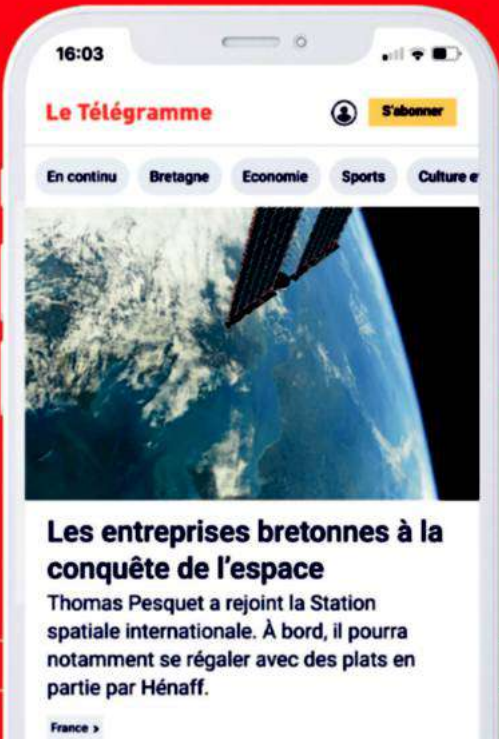 16:03
Le Télégramme
S'abonner
En continu Bretagne Economie Sports Culture e
Les entreprises bretonnes à la
conquête de l'espace
Thomas Pesquet a rejoint la Station
spatiale internationale. À bord, il pourra
notamment se régaler avec des plats en
partie par Hénaff.
France >